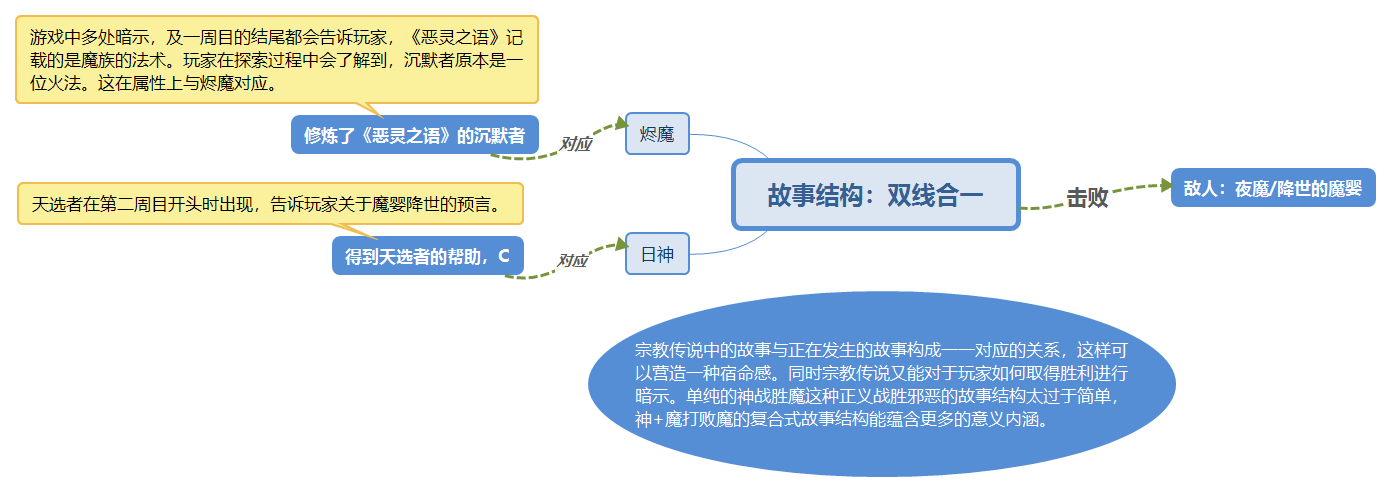 游戏中多处暗示，及一周目的结尾都会告诉玩家，《恶灵之语》记
载的是魔族的法术。玩家在探索过程中会了解到，沉默者原本是一
位火法。这在属性上与烬魔对应。
修炼了《恶灵之语》的沉默者
对应
烬魔
天选者在第二周目开头时出现，告诉玩家关于魔婴降世的预言。
得到天选者的帮助，C
对应
日神
故事结构：双线合一
击败
敌人：夜魔/降世的魔婴
宗教传说中的故事与正在发生的故事构成一一对应的关系，这样可
以营造一种宿命感。同时宗教传说又能对于玩家如何取得胜利进行
暗示。单纯的神战胜魔这种正义战胜邪恶的故事结构太过于简单，
神+魔打败魔的复合式故事结构能蕴含更多的意义内涵。